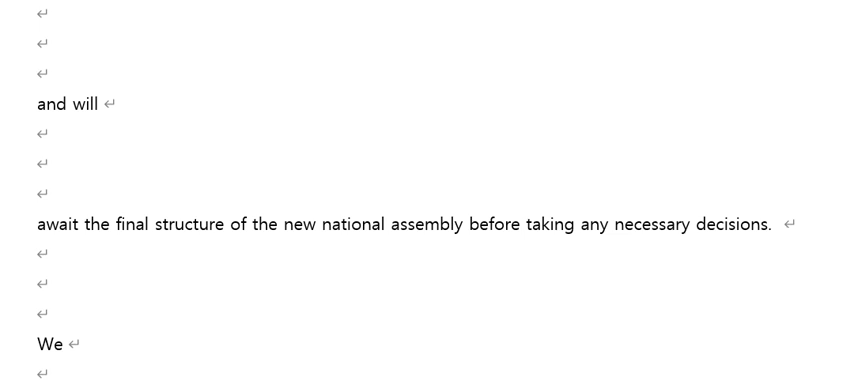 and will
await the final structure of the new national assembly before taking any necessary decisions.
We